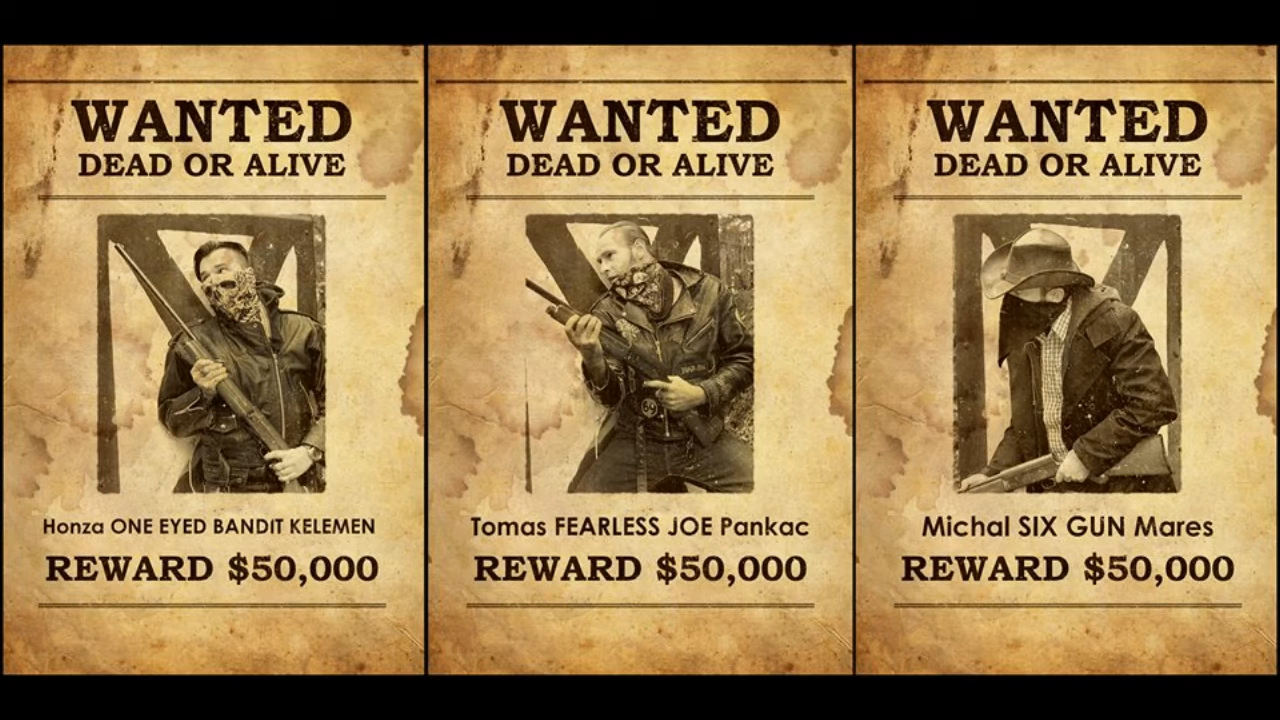 WANTED
DEAD OR ALIVE
Honza ONE EYED BANDIT KELEMEN
REWARD $50,000
WANTED
DEAD OR ALIVE
Tomas FEARLESS JOE Pankac
REWARD $50,000
WANTED
DEAD OR ALIVE
Michal SIX GUN Mares
REWARD $50,000